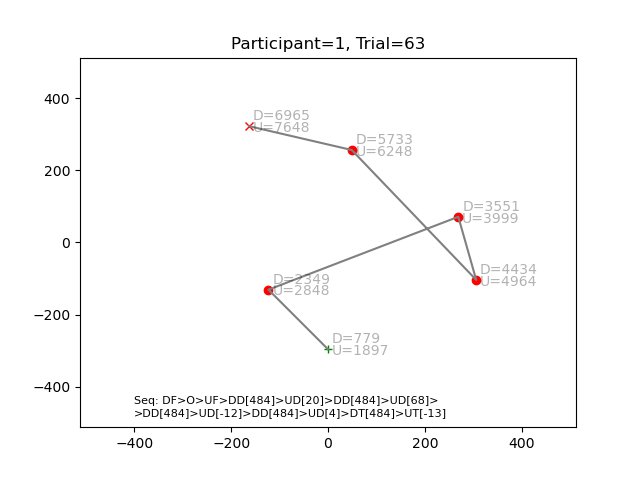 Participant=1, Trial=63
400
200
0
−200
−400
D=6965
U=7648
D=5733
U=6248
D=3551
U=3999
D=4434
U=4964
D=2349
U=2848
D=779
U=1897
Seq: DF>O>UF>DD[484]>UD[20]>DD[484]>UD[68]>
>DD[484]>UD[-12]>DD[484]>UD[4]>DT[484]>UT[-13]
−400 −200 0 200 400